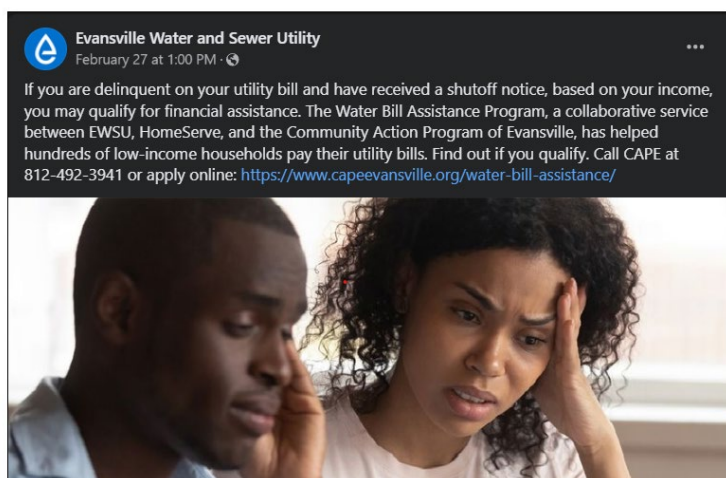 Evansville Water and Sewer Utility
February 27 at 1:00 PM ·
If you are delinquent on your utility bill and have received a shutoff notice, based on your income,
you may qualify for financial assistance. The Water Bill Assistance Program, a collaborative service
between EWSU, HomeServe, and the Community Action Program of Evansville, has helped
hundreds of low-income households pay their utility bills. Find out if you qualify. Call CAPE at
812-492-3941 or apply online: https://www.capeevansville.org/water-bill-assistance/